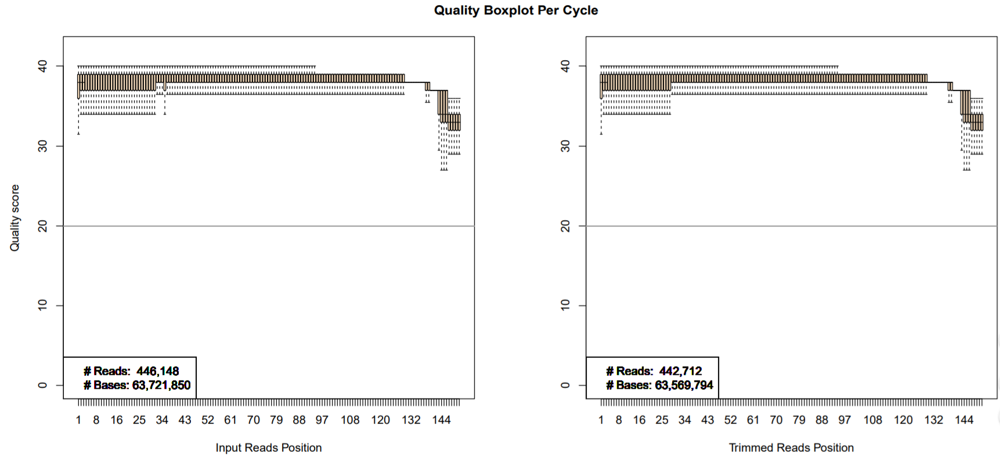 Quality Boxplot Per Cycle
Quality score
40
30
20
10
0
# Reads: 446,148
# Bases: 63,721,850
1 8 16 25 34 43 52 61 70 79 88 97 108 120 132 144
Input Reads Position
40
30
20
10
0
# Reads: 442,712
# Bases: 63,569,794
1 8 16 25 34 43 52 61 70 79 88 97 108 120 132 144
Trimmed Reads Position